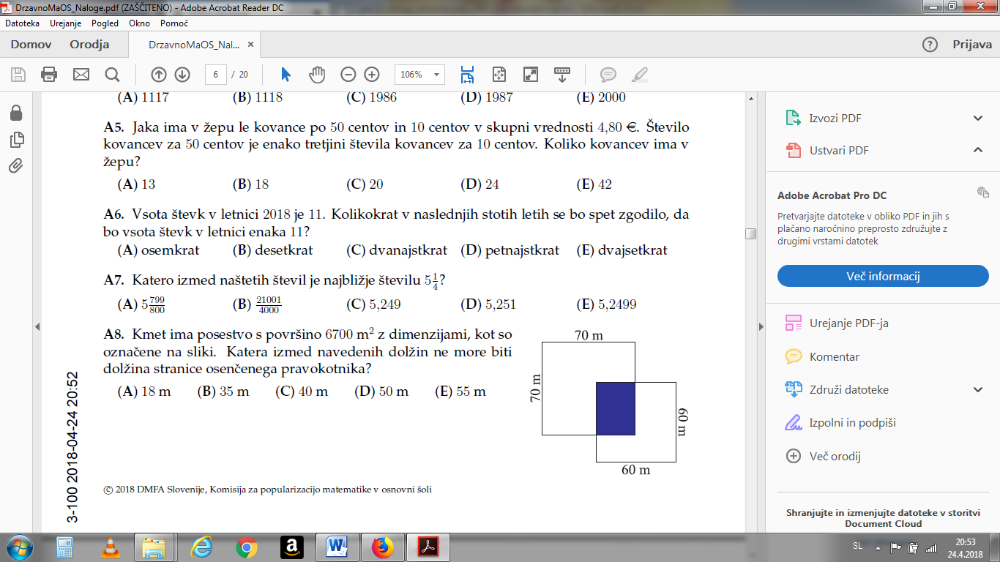 DrzavnoMaOS_Naloge.pdf (ZAŠČITENO) - Adobe Acrobat Reader DC
Datoteka Urejanje Pogled Okno Pomoč
Domov Orodja DrzavnoMaOS_Nal... × Prijava
6 / 20 106%
(A) 1117 (B) 1118 (C) 1986 (D) 1987 (E) 2000
A5. Jaka ima v žepu le kovance po 50 centov in 10 centov v skupni vrednosti 4,80 €. Število
kovancev za 50 centov je enako tretjini števila kovancev za 10 centov. Koliko kovancev ima v
žepu?
(A) 13 (B) 18 (C) 20 (D) 24 (E) 42
A6. Vsota števk v letnici 2018 je 11. Kolikokrat v naslednjih stotih letih se bo spet zgodilo, da
bo vsota števk v letnici enaka 11?
(A) osemkrat (B) desetkrat (C) dvanajstkrat (D) petnajstkrat (E) dvajsetkrat
A7. Katero izmed naštetih števil je najbližje številu 5 1/4?
(A) 5 799/800 (B) 21001/4000 (C) 5,249 (D) 5,251 (E) 5,2499
A8. Kmet ima posestvo s površino 6700 m² z dimenzijami, kot so
označene na sliki. Katera izmed navedenih dolžin ne more biti
dolžina stranice osenčenega pravokotnika?
(A) 18 m (B) 35 m (C) 40 m (D) 50 m (E) 55 m
70 m
70 m
60 m
60 m
3-100 2018-04-24 20:52
© 2018 DMFA Slovenije, Komisija za popularizacijo matematike v osnovni šoli
Izvozi PDF
Ustvari PDF
Adobe Acrobat Pro DC
Pretvarjajte datoteke v obliko PDF in jih s
plačano naročnino preprosto združujte z
drugimi vrstami datotek
Več informacij
Urejanje PDF-ja
Komentar
Združi datoteke
Izpolni in podpiši
Več orodij
Shranjujte in izmenjujte datoteke v storitvi
Document Cloud
SL 20:53
24.4.2018